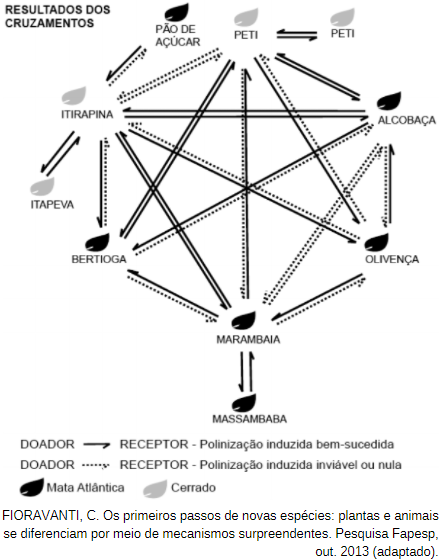 RESULTADOS DOS
CRUZAMENTOS
PÃO DE
AÇÚCAR
PETI
PETI
ITIRAPINA
ALCOBAÇA
ITAPEVA
BERTIOGA
OLIVENÇA
MARAMBAIA
MASSAMBABA
DOADOR RECEPTOR - Polinização induzida bem-sucedida
DOADOR RECEPTOR - Polinização induzida inviável ou nula
Mata Atlântica Cerrado
FIORAVANTI, C. Os primeiros passos de novas espécies: plantas e animais
se diferenciam por meio de mecanismos surpreendentes. Pesquisa Fapesp,
out. 2013 (adaptado).